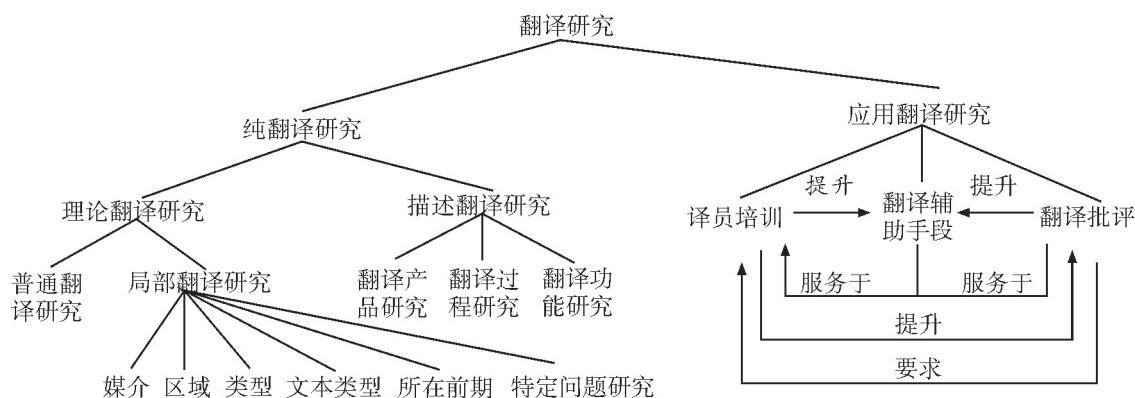 翻译研究
纯翻译研究
应用翻译研究
理论翻译研究
描述翻译研究
普通翻
译研究
局部翻译研究
翻译产
品研究
翻译过
程研究
翻译功
能研究
媒介
区域
类型
文本类型
所在前期
特定问题研究
提升
提升
译员培训
翻译辅
助手段
翻译批评
服务于
服务于
提升
要求